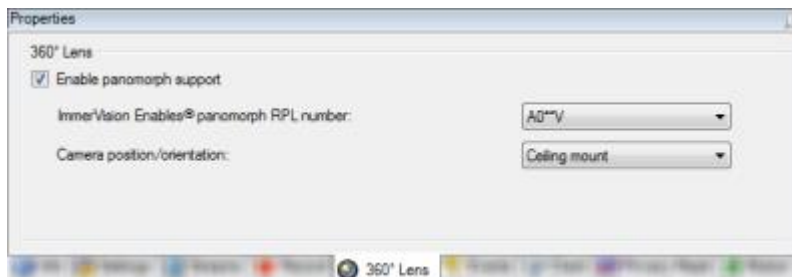 Properties
360° Lens
Enable panomorph support
ImmerVision Enables® panomorph RPL number:
A0**V
Camera position/orientation:
Ceiling mount
360° Lens